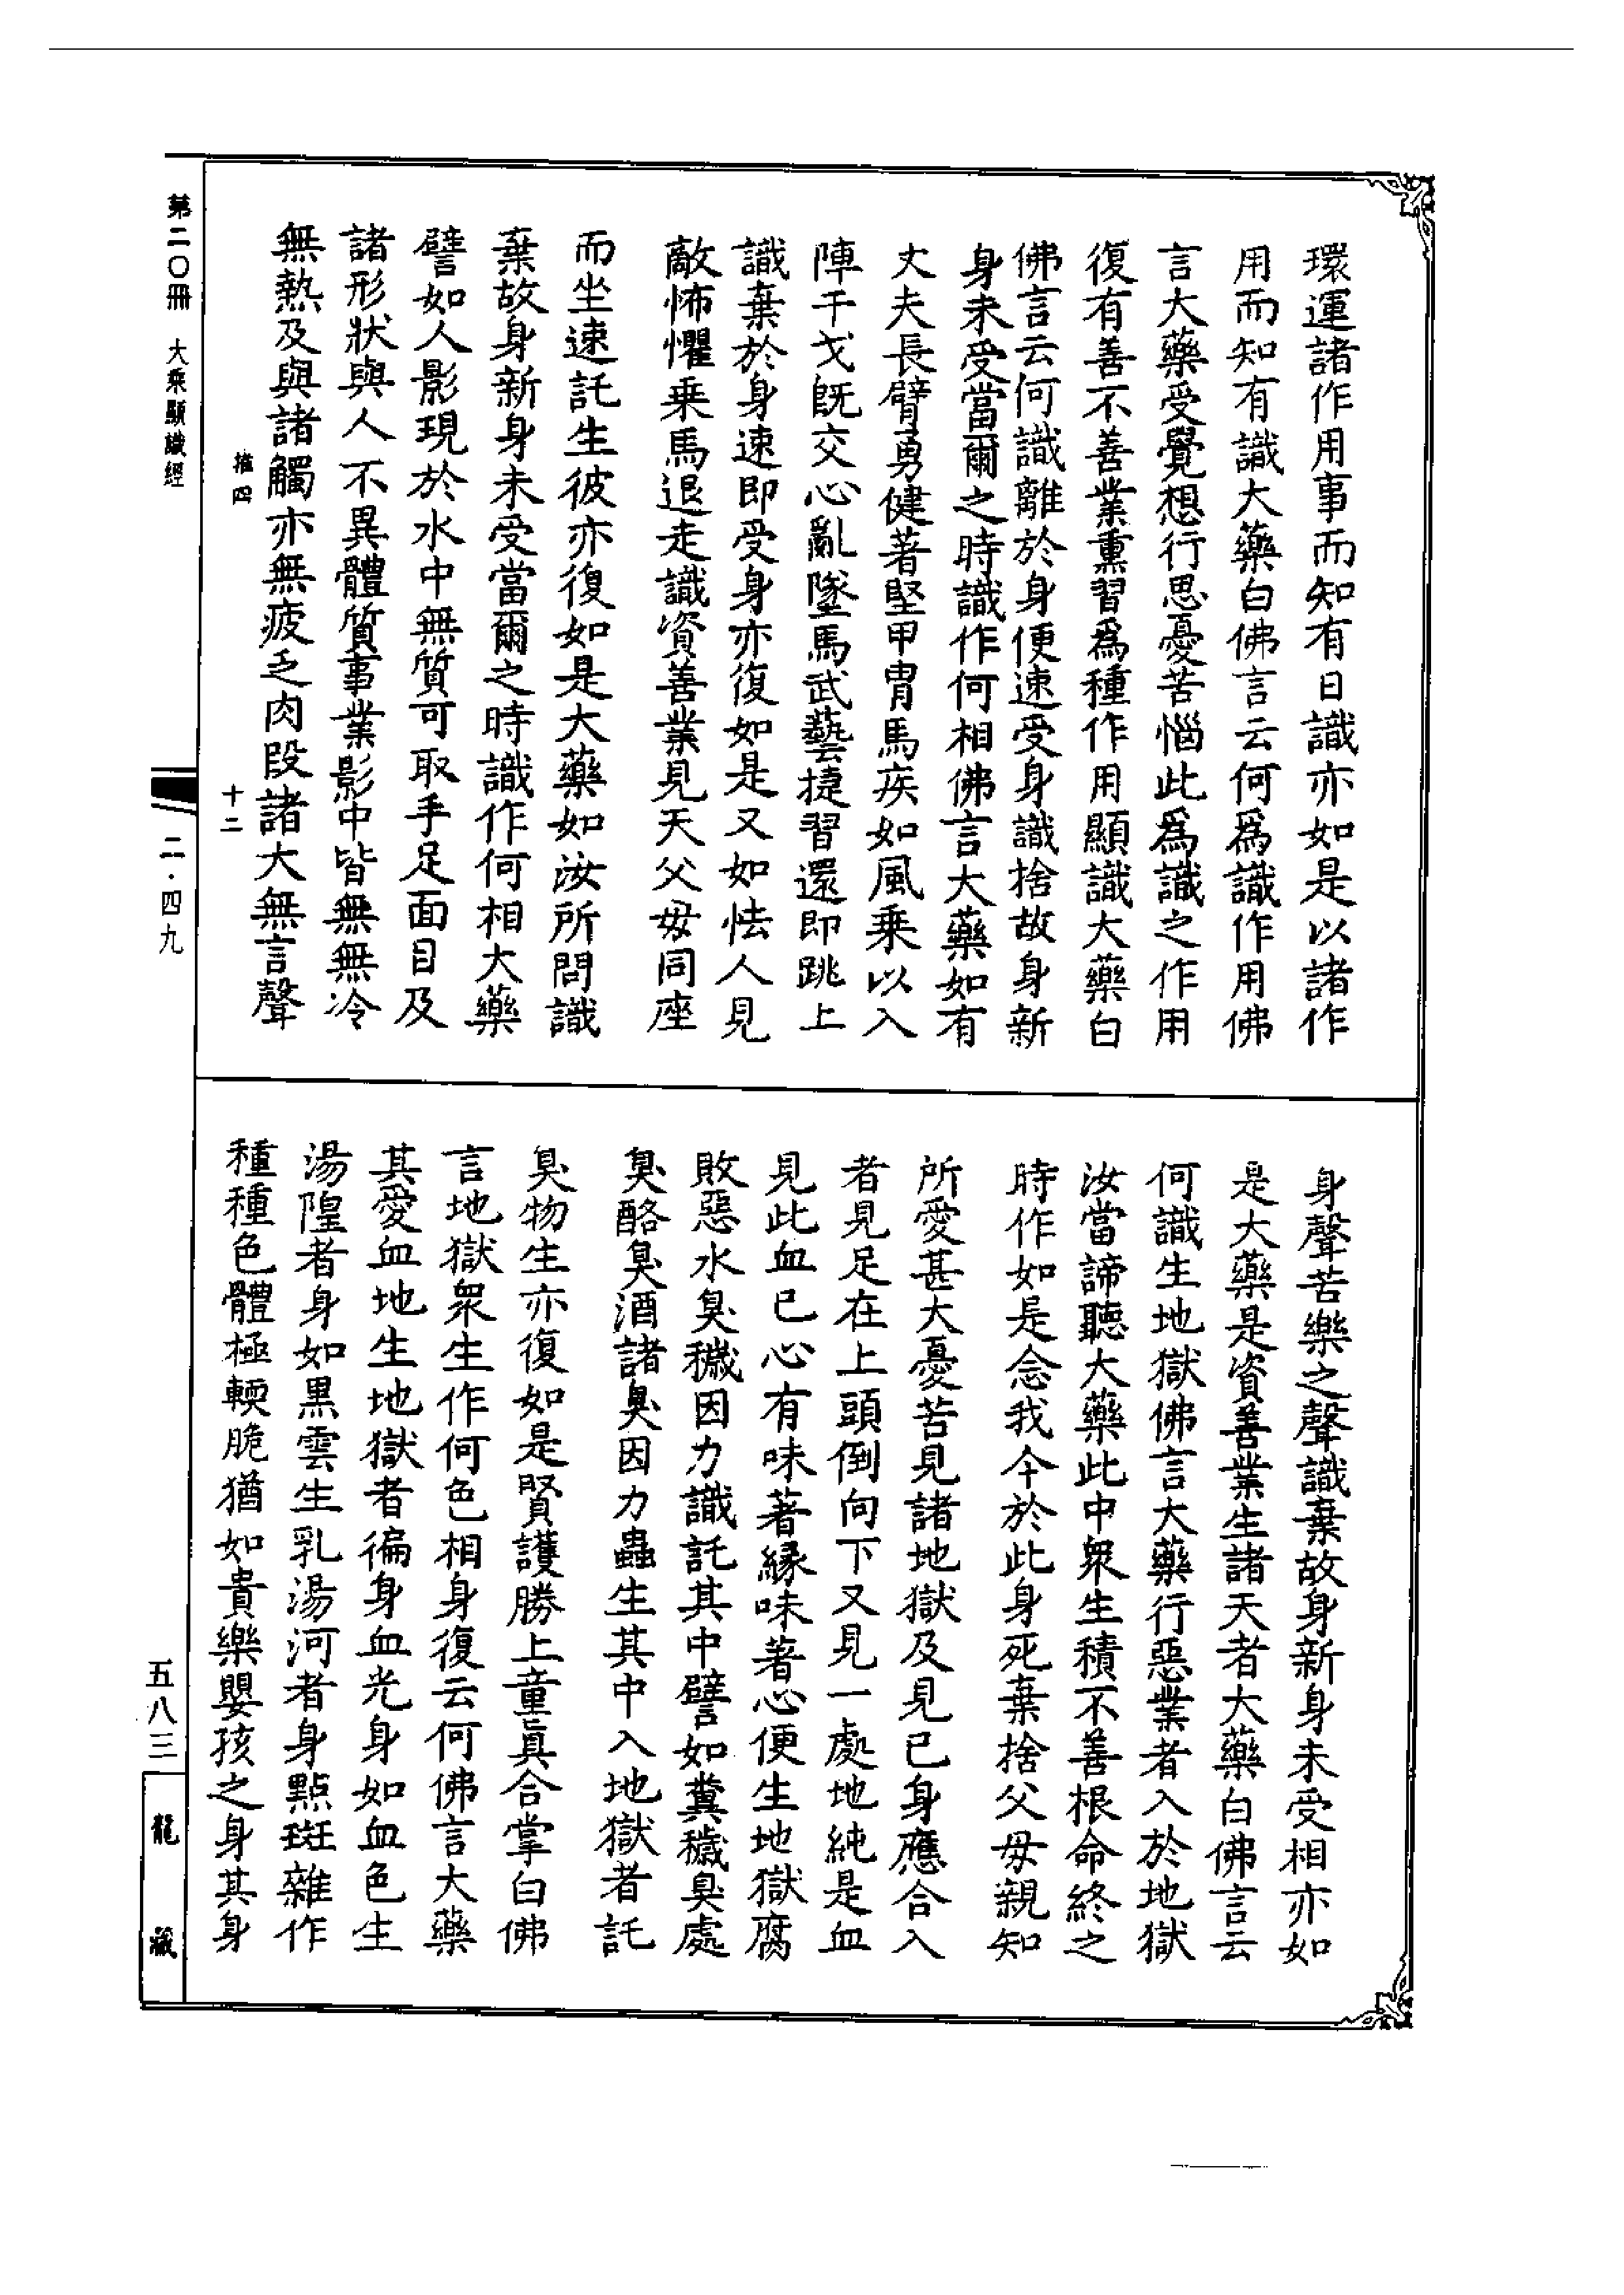 環運諸作用事而知有日識亦如是以諸作
用而知有識大藥白佛言云何爲識作用佛
言大藥受覺想行思憂苦惱此爲識之作用
復有善不善業熏習爲種作用顯識大藥白
佛言云何識離於身便速受身識捨故身新
身未受當爾之時識作何相佛言大藥如有
丈夫長臂勇健著堅甲冑馬疾如風乘以入
陣干戈旣交心亂墜馬武藝捷習還即跳上
識棄於身速即受身亦復如是又如怯人見
敵怖懼乘馬退走識資善業見天父母同座
而坐速託生彼亦復如是大藥如汝所問識
棄故身新身未受當爾之時識作何相大藥
譬如人影現於水中無質可取手足面目及
諸形狀與人不異體質事業影中皆無無冷
無熱及與諸觸亦無疲乏肉段諸大無言聲
身聲苦樂之聲識棄故身新身未受相亦如
是大藥是資善業生諸天者大藥白佛言云
何識生地獄佛言大藥行惡業者入於地獄
汝當諦聽大藥此中衆生積不善根命終之
時作如是念我今於此身死棄捨父母親知
所愛甚大憂苦見諸地獄及見己身應合入
者見足在上頭倒向下又見一處地純是血
見此血已心有味著緣味著心便生地獄腐
敗惡水臭穢因力識託其中譬如糞穢臭處
臭酪臭酒諸臭因力蟲生其中入地獄者託
臭物生亦復如是賢護勝上童眞合掌白佛
言地獄衆生作何色相身復云何佛言大藥
其愛血地生地獄者徧身血光身如血色生
湯隍者身如黑雲生乳湯河者身點斑雜作
種種色體極輭脆猶如貴樂嬰孩之身其身
第二〇冊 大乘顯識經
推四
十二
二·四九
五八三
龍藏